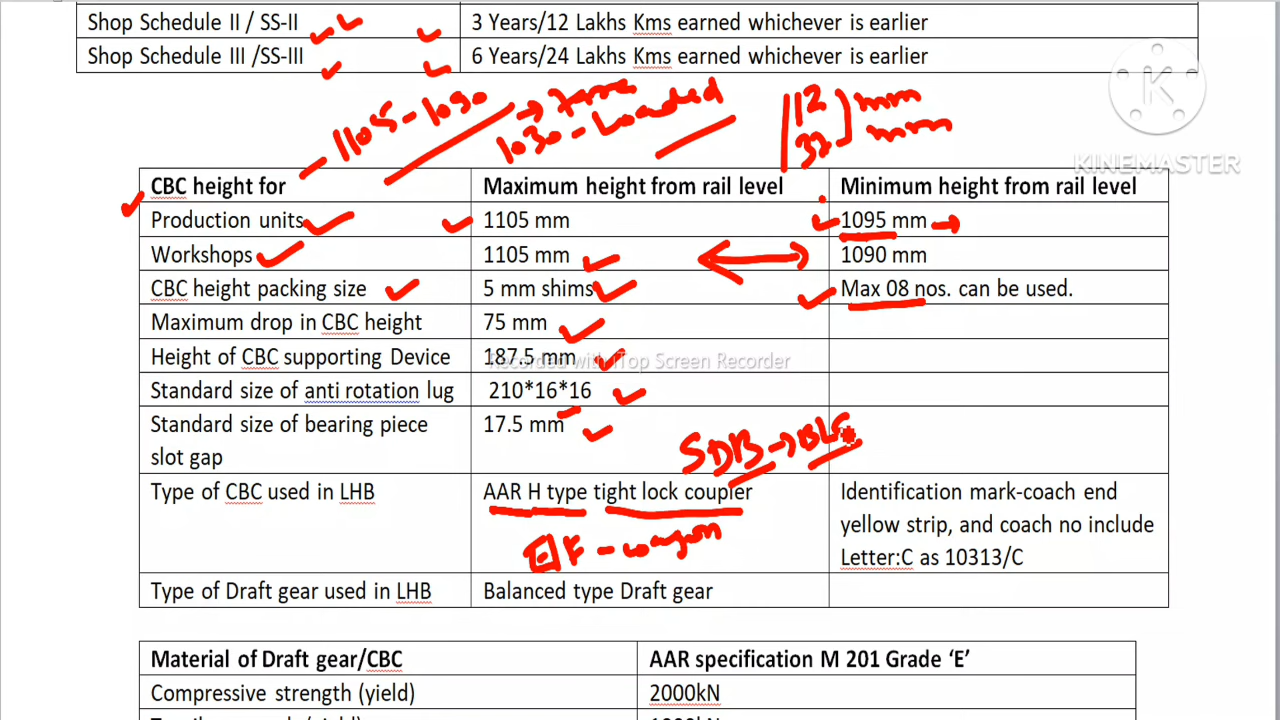 Shop Schedule II / SS-II 3 Years/12 Lakhs Kms earned whichever is earlier
Shop Schedule III /SS-III 6 Years/24 Lakhs Kms earned whichever is earlier
1105 - 1030
1030 - Loaded
12 mm
33 mm
KINEMASTER
CBC height for Maximum height from rail level Minimum height from rail level
Production units 1105 mm 1095 mm
Workshops 1105 mm 1090 mm
CBC height packing size 5 mm shims Max 08 nos. can be used.
Maximum drop in CBC height 75 mm
Height of CBC supporting Device 187.5 mm
Recorded with iTop Screen Recorder
Standard size of anti rotation lug 210*16*16
Standard size of bearing piece 17.5 mm
slot gap
SDB → BLC
Type of CBC used in LHB AAR H type tight lock coupler Identification mark-coach end
yellow strip, and coach no include
E/F - wagon
Letter:C as 10313/C
Type of Draft gear used in LHB Balanced type Draft gear
Material of Draft gear/CBC AAR specification M 201 Grade ‘E’
Compressive strength (yield) 2000kN